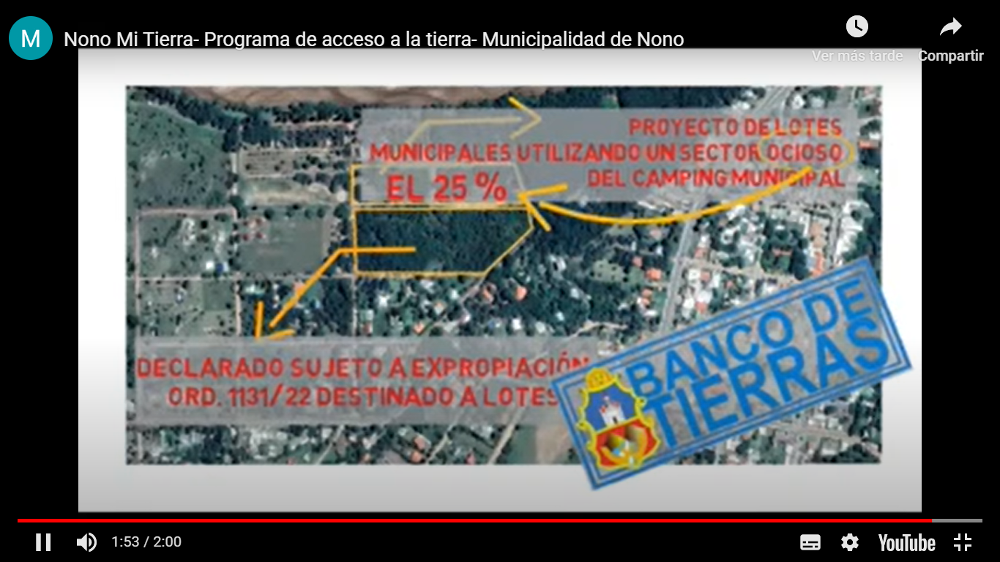 M
Nono Mi Tierra- Programa de acceso a la tierra- Municipalidad de Nono
Ver más tarde
Compartir
PROYECTO DE LOTES
MUNICIPALES UTILIZANDO UN SECTOR OCIOSO
DEL CAMPING MUNICIPAL
EL 25 %
DECLARADO SUJETO A EXPROPIACIÓN
ORD. 1131/22 DESTINADO A LOTES
BANCO DE
TIERRAS
1:53 / 2:00
YouTube